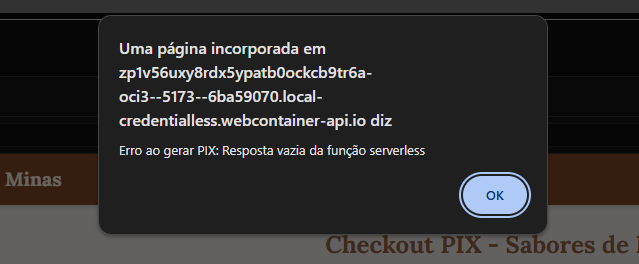 Uma página incorporada em
zp1v56uxy8rdx5ypatb0ockcb9tr6a-
oci3--5173--6ba59070.local-
credentialless.webcontainer-api.io diz
Erro ao gerar PIX: Resposta vazia da função serverless
OK
Minas
Checkout PIX - Sabores de